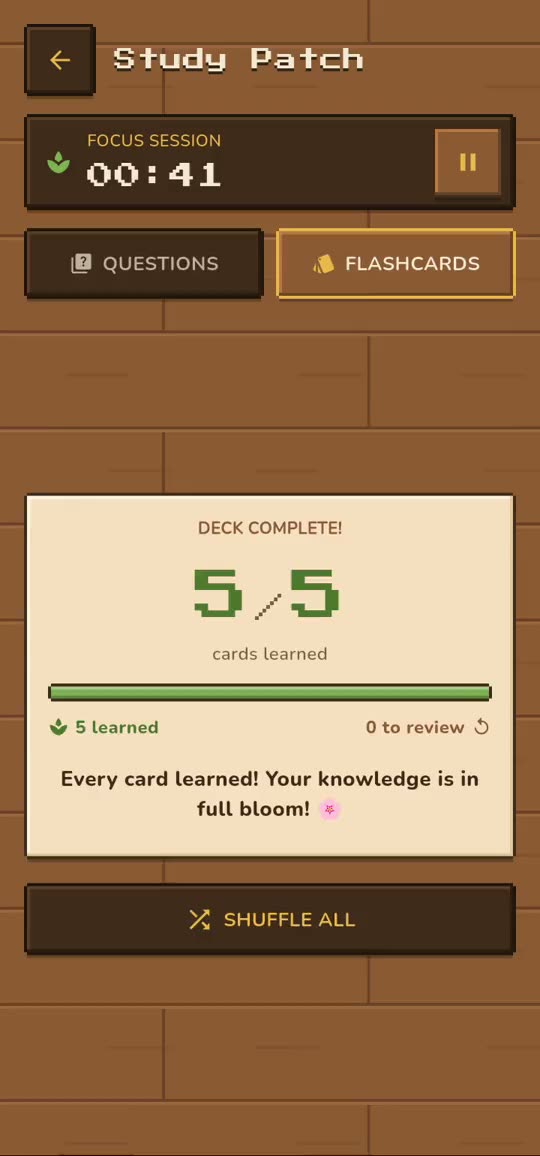 Study Patch
FOCUS SESSION
00:41
QUESTIONS
FLASHCARDS
DECK COMPLETE!
5/5
cards learned
5 learned
0 to review
Every card learned! Your knowledge is in
full bloom! 🌸
SHUFFLE ALL